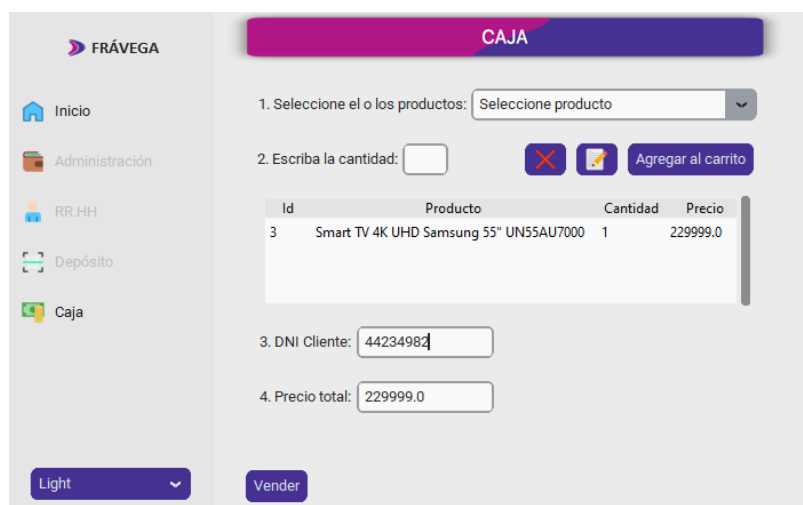 FRÁVEGA
Inicio
Administración
RR.HH
Depósito
Caja
Light
CAJA
1. Seleccione el o los productos: Seleccione producto
2. Escriba la cantidad: Agregar al carrito
Id Producto Cantidad Precio
3 Smart TV 4K UHD Samsung 55" UN55AU7000 1 229999.0
3. DNI Cliente: 44234982
4. Precio total: 229999.0
Vender